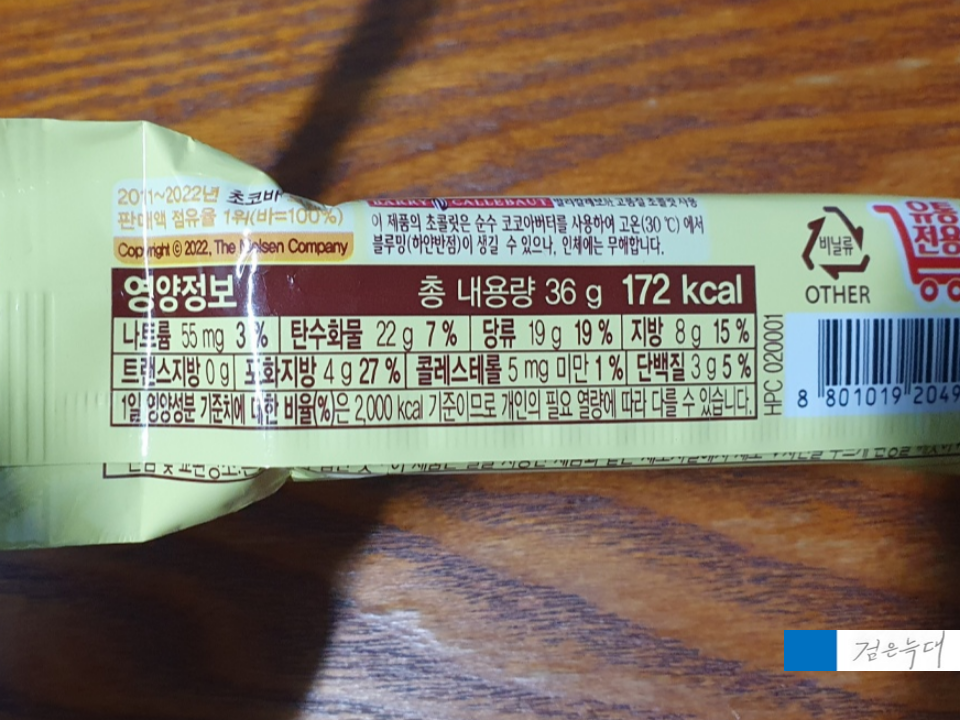 2011~2022년 초코바
판매액 점유율 1위(바=100%)
Copyright © 2022, The Nielsen Company
BARRY CALLEBAUT
이 제품의 초콜릿은 순수 코코아버터를 사용하여 고온(30 ℃) 에서
블루밍(하얀반점)이 생길 수 있으나, 인체에는 무해합니다.
영양정보 총 내용량 36 g 172 kcal
나트륨 55 mg 3 % 탄수화물 22 g 7 % 당류 19 g 19 % 지방 8 g 15 %
트랜스지방 0 g 포화지방 4 g 27 % 콜레스테롤 5 mg 미만 1 % 단백질 3 g 5 %
1일 영양성분 기준치에 대한 비율(%)은 2,000 kcal 기준이므로 개인의 필요 열량에 따라 다를 수 있습니다.
HPC 020001
비닐류
OTHER
유통
전용
8 801019 2049
검은늑대